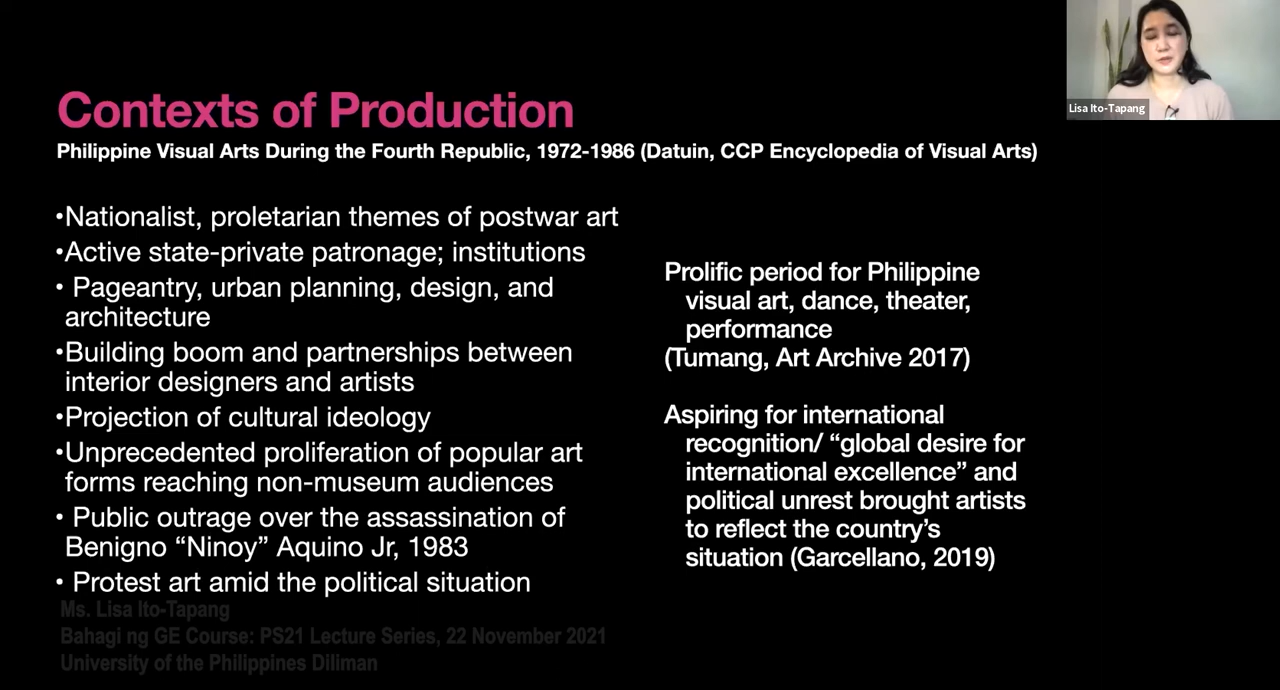 Contexts of Production
Philippine Visual Arts During the Fourth Republic, 1972-1986 (Datuin, CCP Encyclopedia of Visual Arts)
•Nationalist, proletarian themes of postwar art
•Active state-private patronage; institutions
• Pageantry, urban planning, design, and
architecture
•Building boom and partnerships between
interior designers and artists
•Projection of cultural ideology
•Unprecedented proliferation of popular art
forms reaching non-museum audiences
• Public outrage over the assassination of
Benigno “Ninoy” Aquino Jr, 1983
• Protest art amid the political situation
Prolific period for Philippine
visual art, dance, theater,
performance
(Tumang, Art Archive 2017)
Aspiring for international
recognition/ “global desire for
international excellence” and
political unrest brought artists
to reflect the country’s
situation (Garcellano, 2019)
Lisa Ito-Tapang
Ms. Lisa Ito-Tapang
Bahagi ng GE Course: PS21 Lecture Series, 22 November 2021
University of the Philippines Diliman